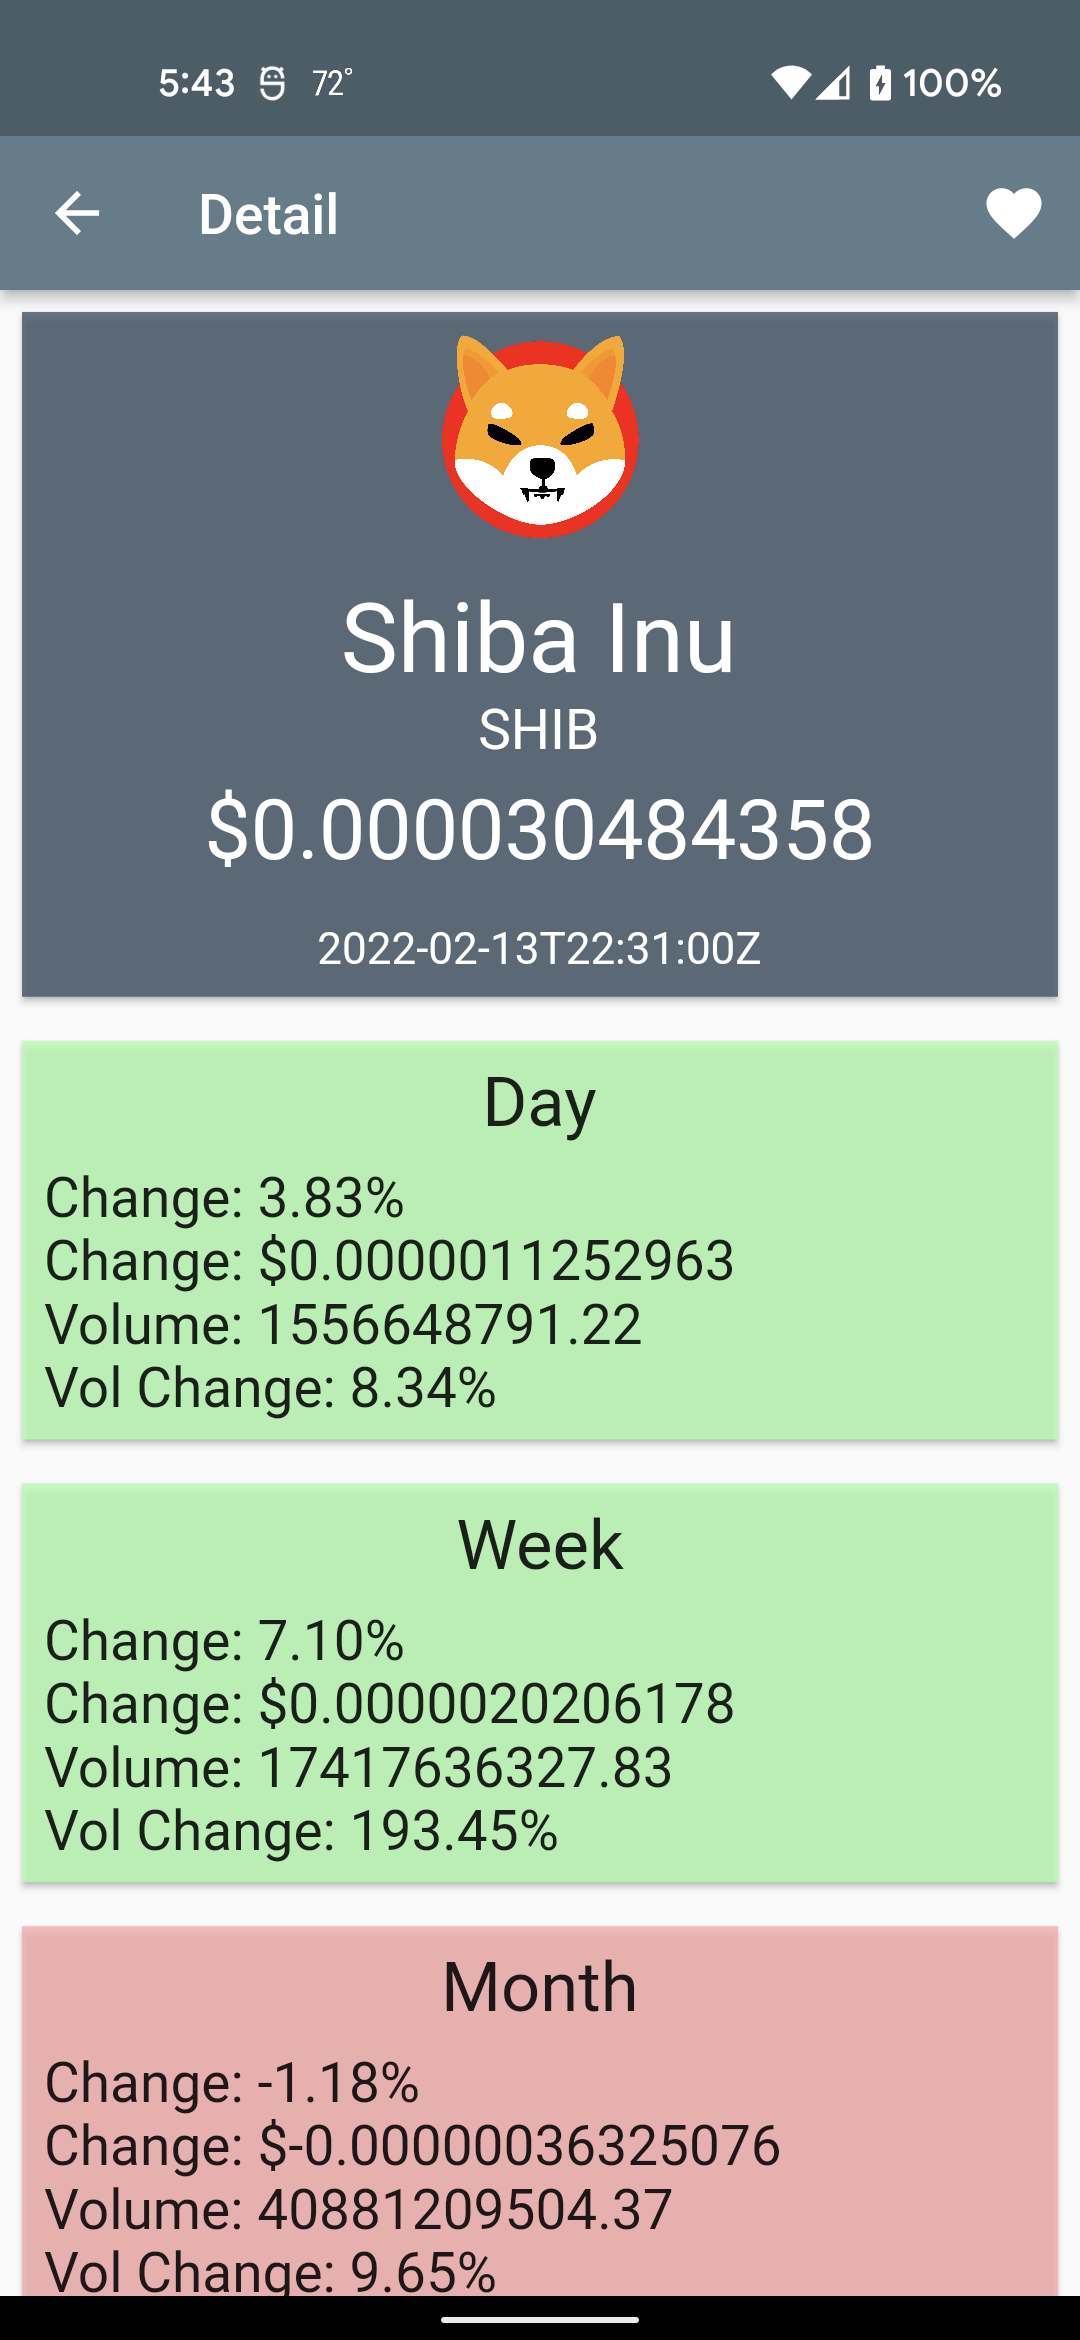 5:43 72° 100%
Detail
Shiba Inu
SHIB
$0.000030484358
2022-02-13T22:31:00Z
Day
Change: 3.83%
Change: $0.0000011252963
Volume: 1556648791.22
Vol Change: 8.34%
Week
Change: 7.10%
Change: $0.0000020206178
Volume: 17417636327.83
Vol Change: 193.45%
Month
Change: -1.18%
Change: $-0.00000036325076
Volume: 40881209504.37
Vol Change: 9.65%